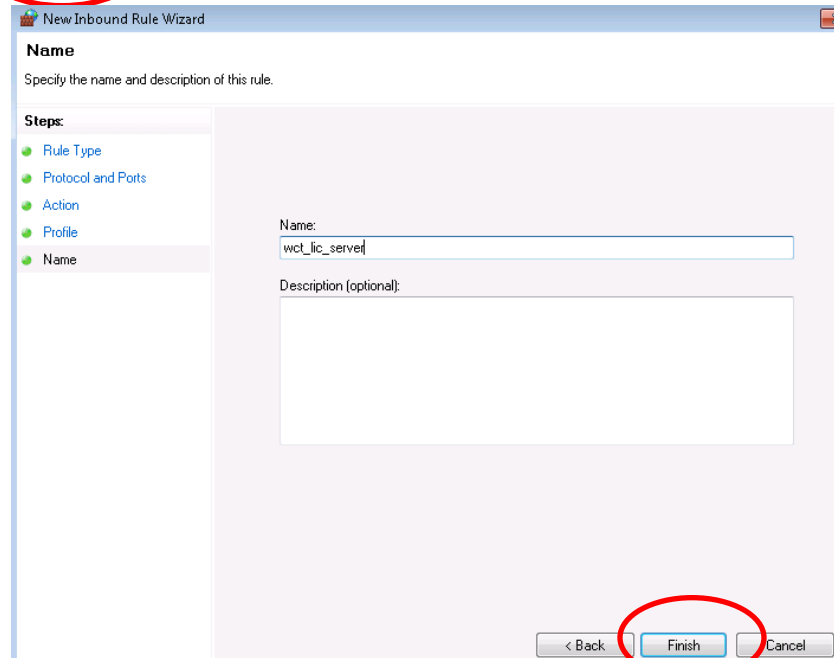 New Inbound Rule Wizard
Name
Specify the name and description of this rule.
Steps:
Rule Type
Protocol and Ports
Action
Profile
Name
Name:
wct_lic_server
Description (optional):
< Back
Finish
Cancel